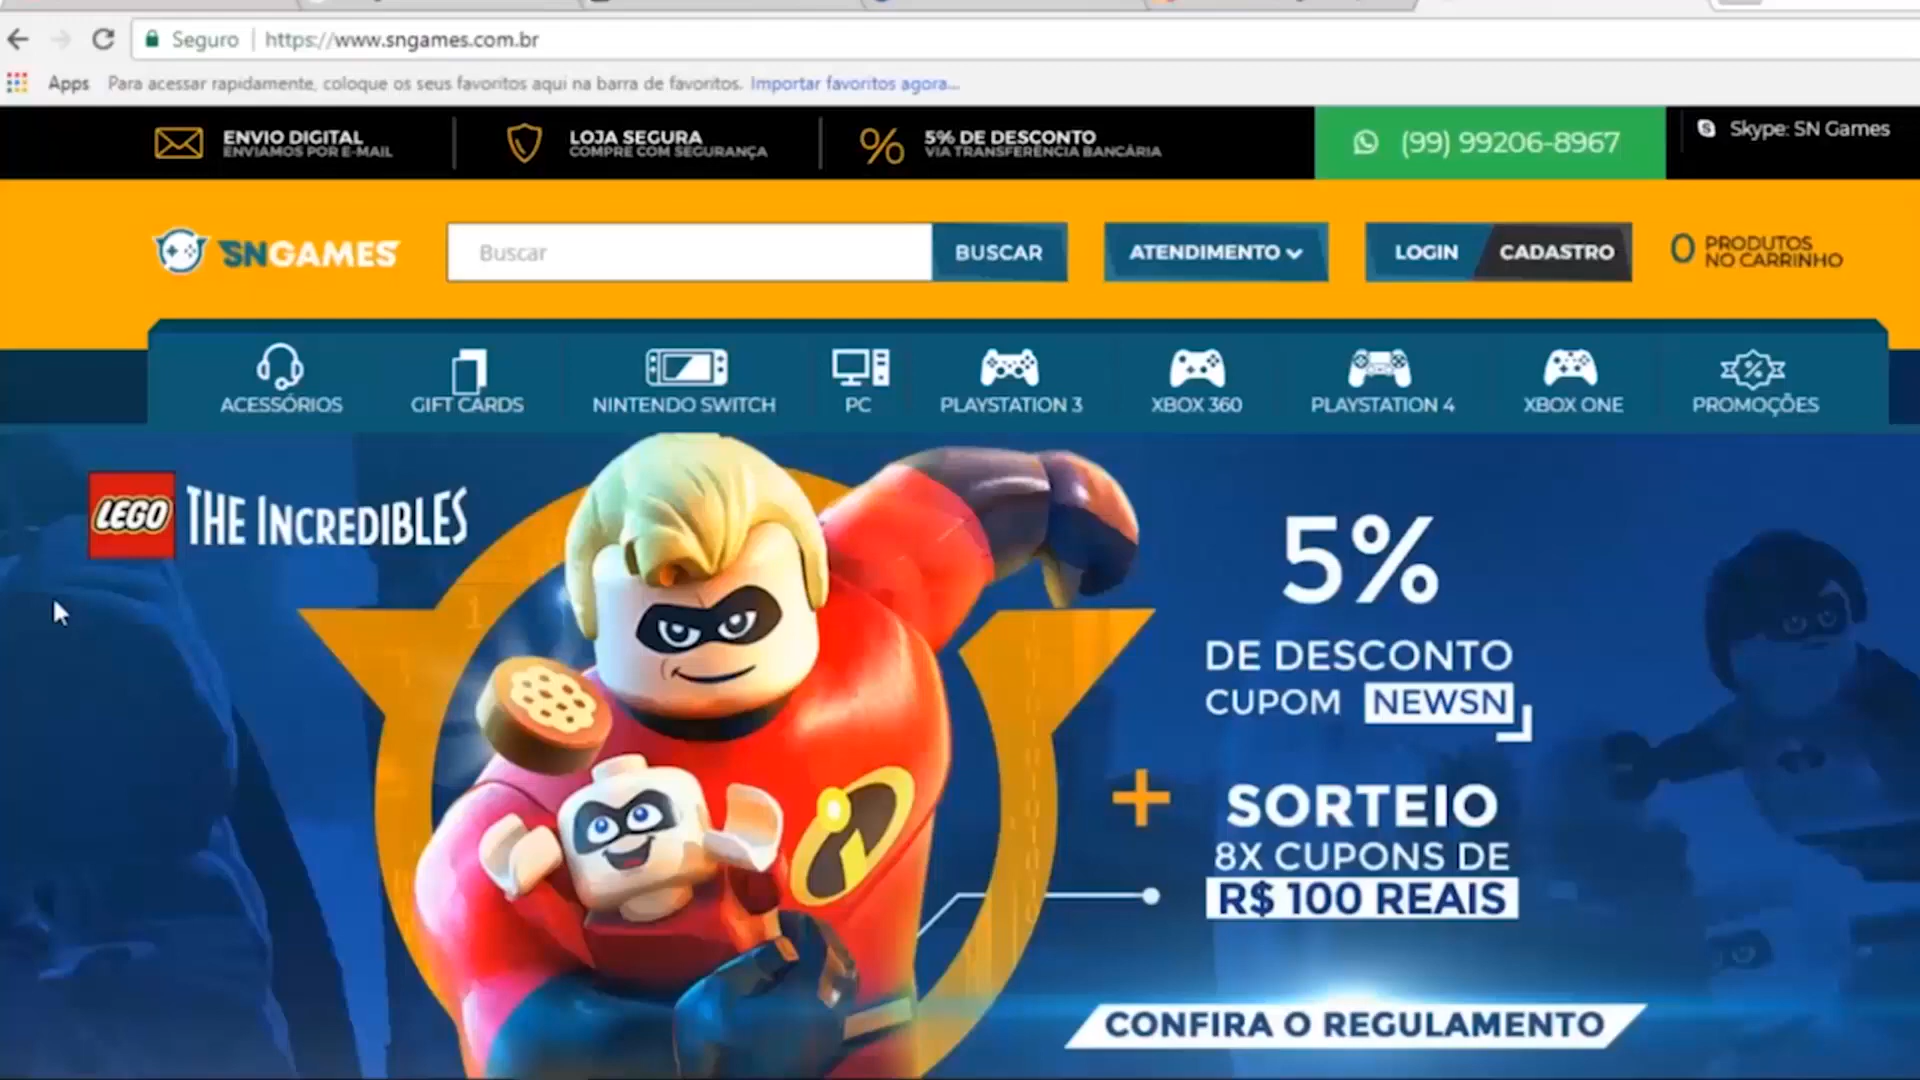 Seguro | https://www.sngames.com.br
Apps Para acessar rapidamente, coloque os seus favoritos aqui na barra de favoritos. Importar favoritos agora...
ENVIO DIGITAL
ENVIAMOS POR E-MAIL
LOJA SEGURA
COMPRE COM SEGURANÇA
5% DE DESCONTO
VIA TRANSFERÊNCIA BANCÁRIA
(99) 99206-8967
Skype: SN Games
SNGAMES
Buscar
BUSCAR
ATENDIMENTO
LOGIN
CADASTRO
0 PRODUTOS
NO CARRINHO
ACESSÓRIOS
GIFT CARDS
NINTENDO SWITCH
PC
PLAYSTATION 3
XBOX 360
PLAYSTATION 4
XBOX ONE
PROMOÇÕES
LEGO THE INCREDIBLES
5%
DE DESCONTO
CUPOM NEWSN
+ SORTEIO
8X CUPONS DE
R$ 100 REAIS
CONFIRA O REGULAMENTO